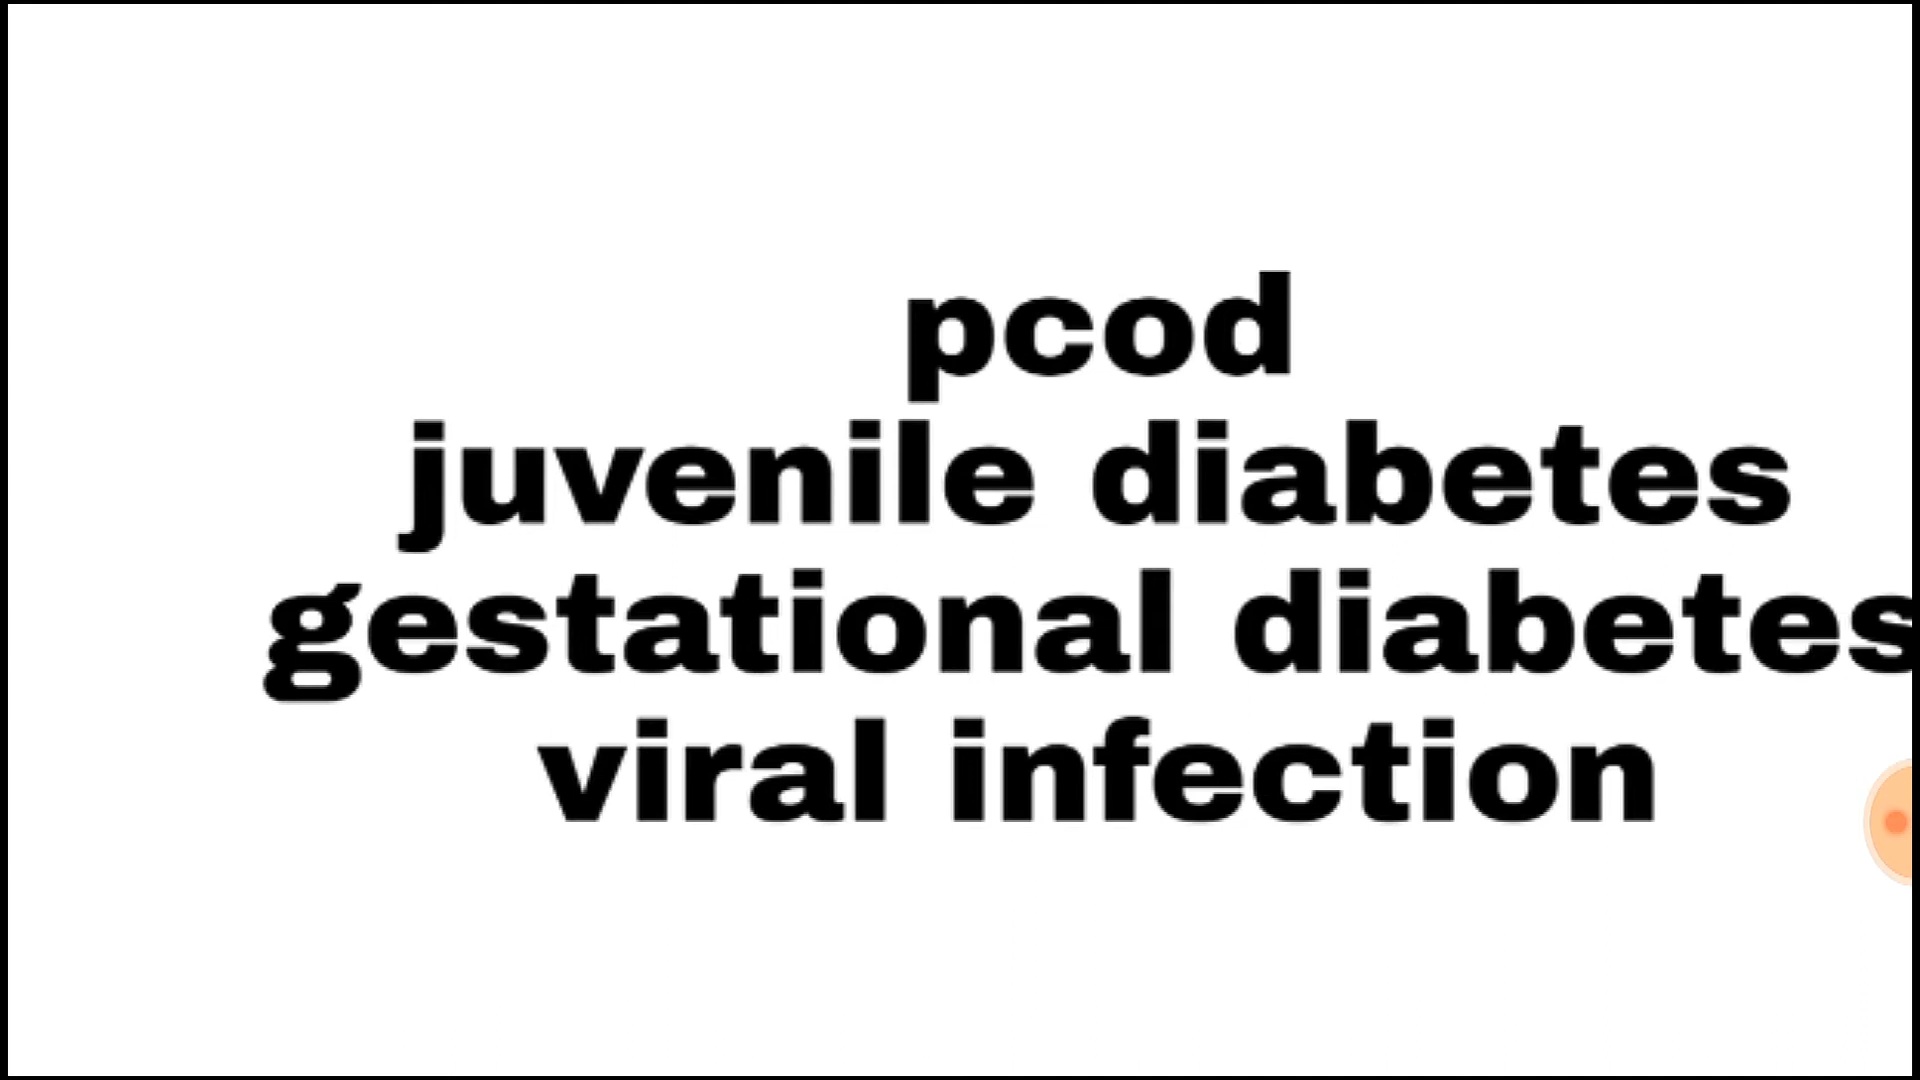 pcod
juvenile diabetes
gestational diabetes
viral infection